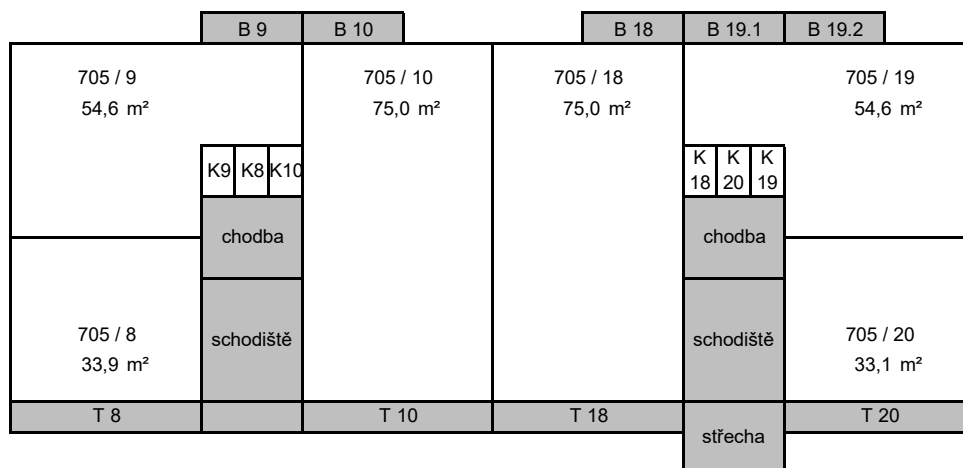 B 9
B 10
B 18
B 19.1
B 19.2
705 / 9
54,6 m²
705 / 10
75,0 m²
705 / 18
75,0 m²
705 / 19
54,6 m²
K9
K8
K10
K
18
K
20
K
19
chodba
chodba
705 / 8
33,9 m²
schodiště
schodiště
705 / 20
33,1 m²
T 8
T 10
T 18
T 20
střecha